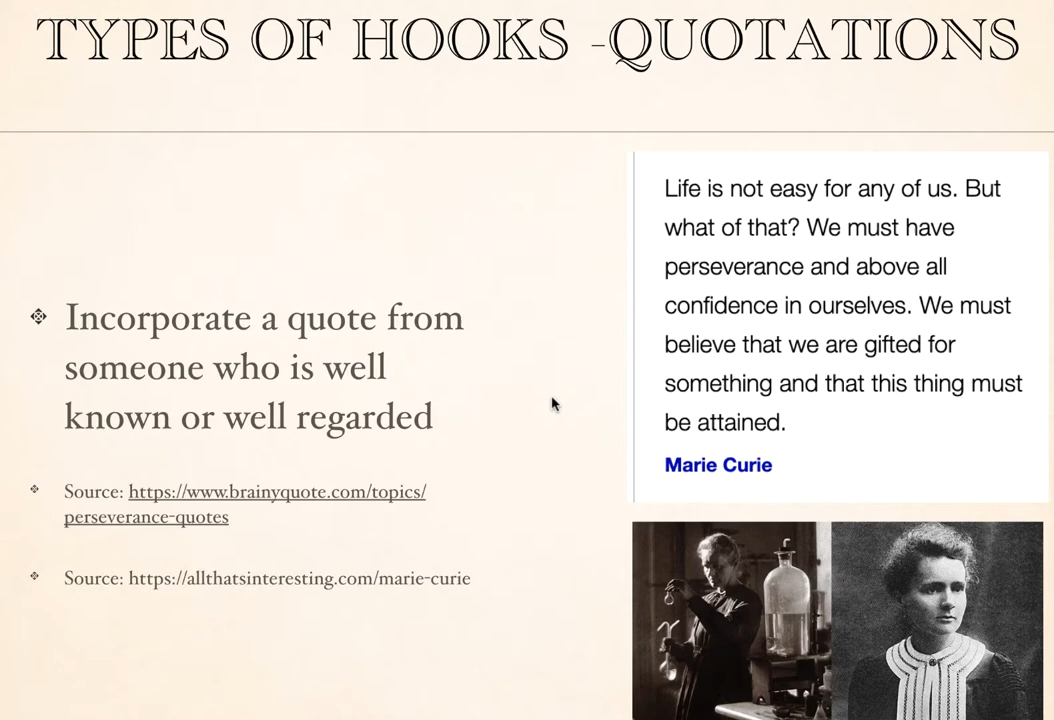 TYPES OF HOOKS -QUOTATIONS
Incorporate a quote from
someone who is well
known or well regarded
Source: https://www.brainyquote.com/topics/
perseverance-quotes
Source: https://allthatsinteresting.com/marie-curie
Life is not easy for any of us. But
what of that? We must have
perseverance and above all
confidence in ourselves. We must
believe that we are gifted for
something and that this thing must
be attained.
Marie Curie